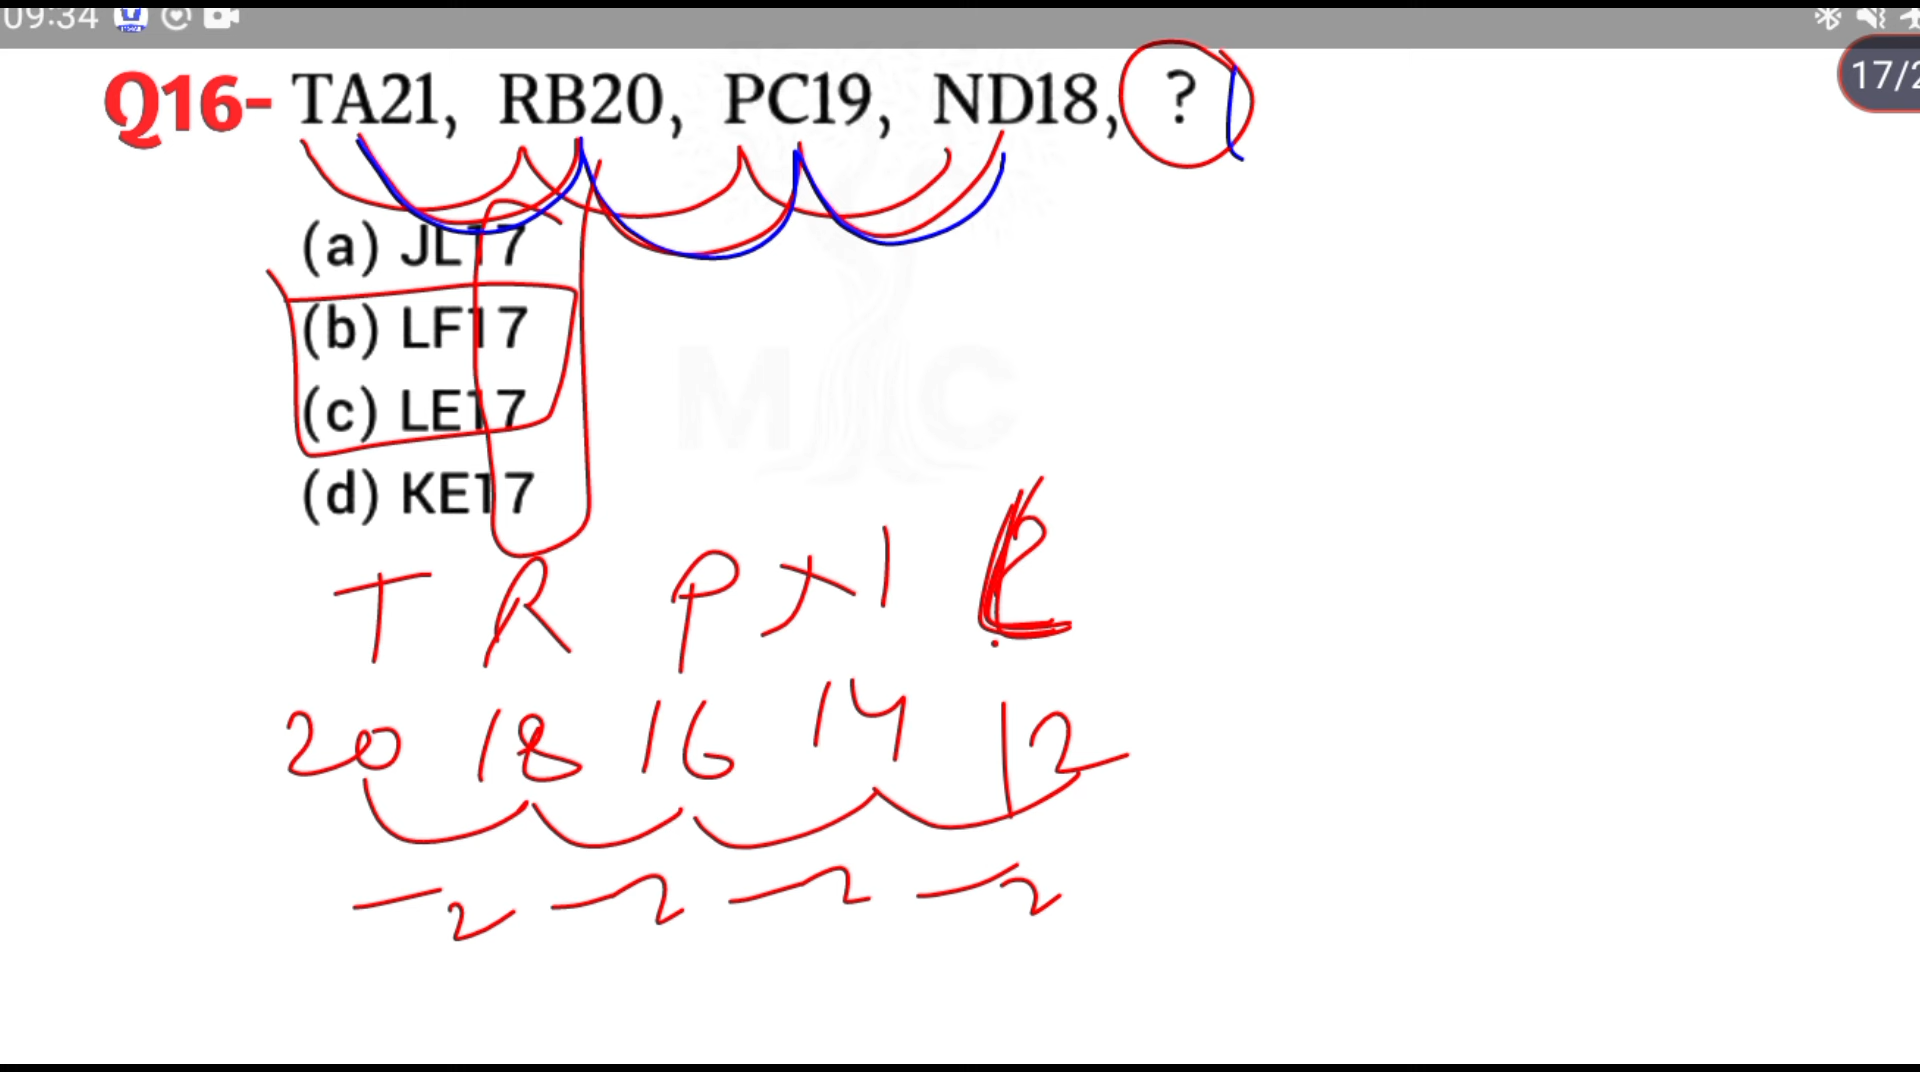 09:34
17/2
Q16- TA21, RB20, PC19, ND18, ?
(a) JL17
(b) LF17
(c) LE17
(d) KE17
M C
T R P
20 18 16 14 12
-2 -2 -2 -2